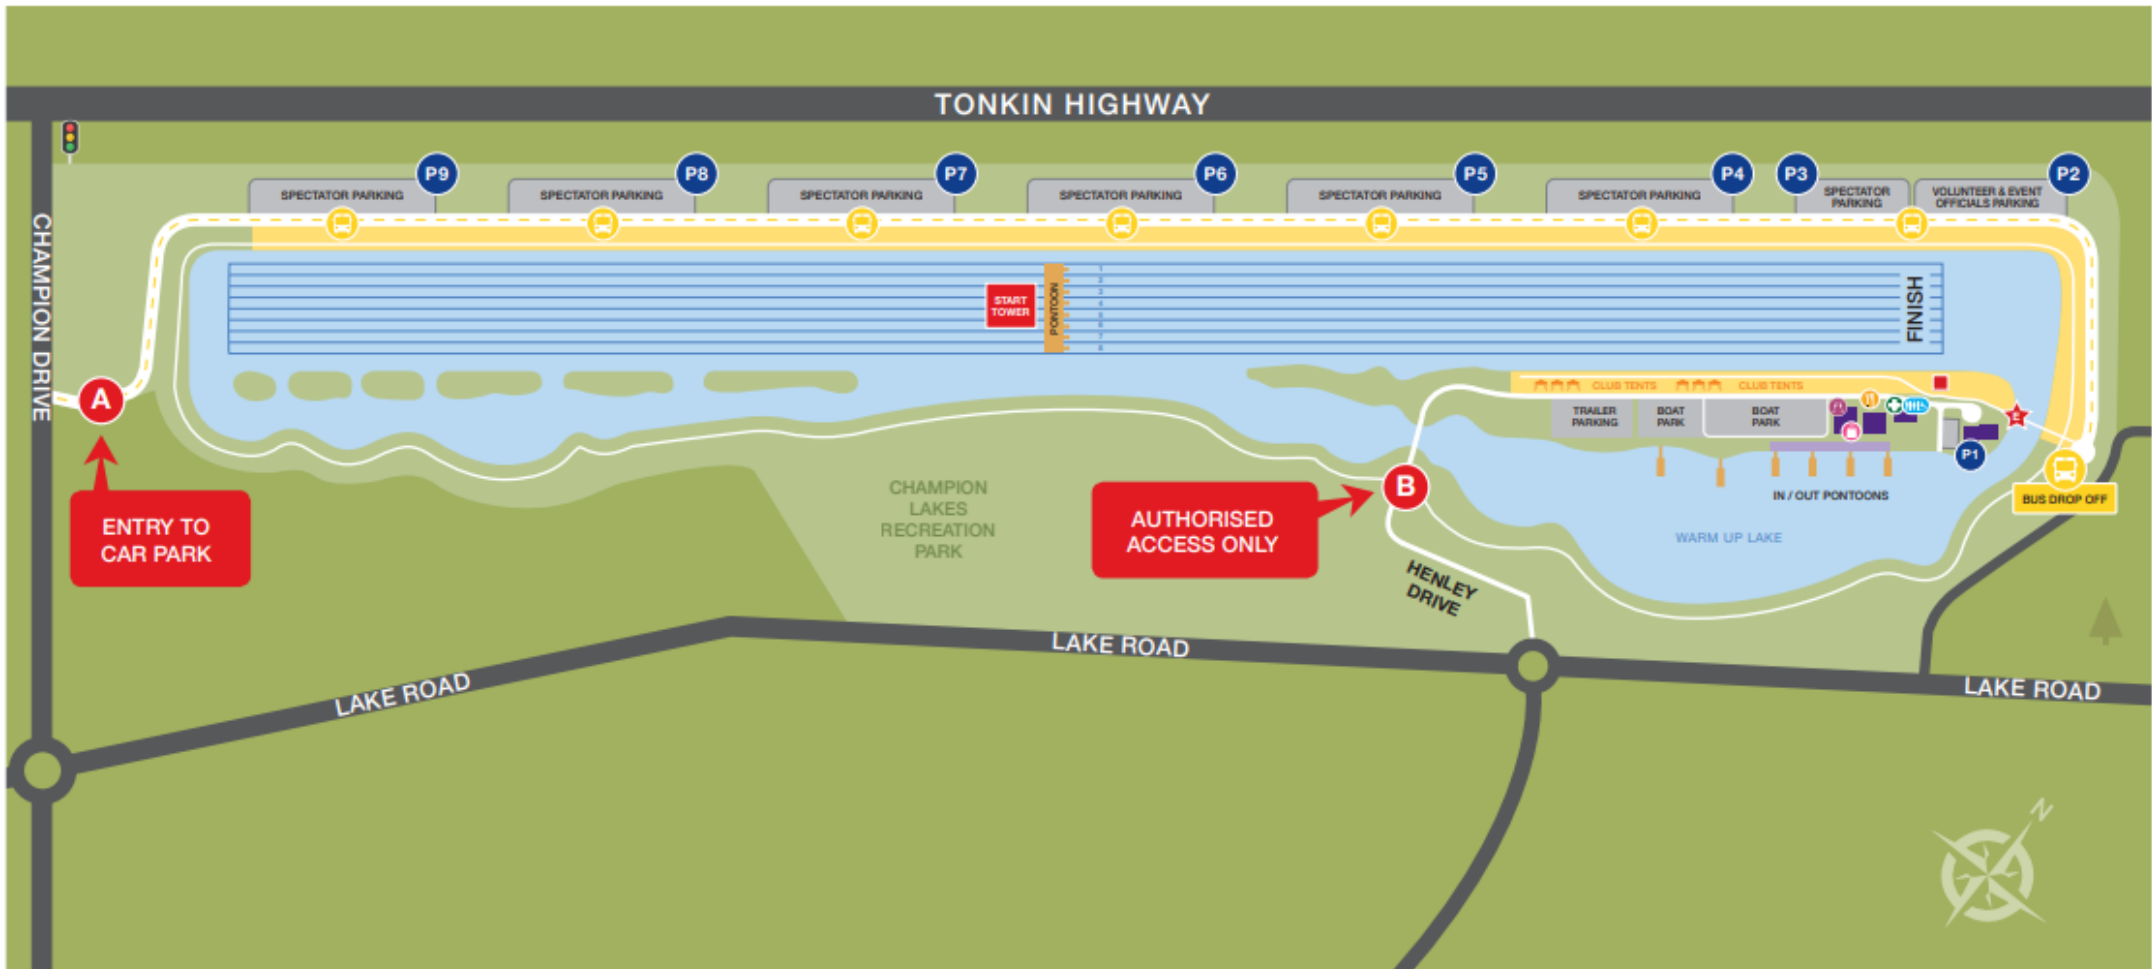 TONKIN HIGHWAY
P9
P8
P7
P6
P5
P4
P3
P2
SPECTATOR PARKING
SPECTATOR PARKING
SPECTATOR PARKING
SPECTATOR PARKING
SPECTATOR PARKING
SPECTATOR PARKING
SPECTATOR
PARKING
VOLUNTEER & EVENT
OFFICIALS PARKING
CHAMPION DRIVE
START
TOWER
PONTOON
FINISH
A
CLUB TENTS
CLUB TENTS
TRAILER
PARKING
BOAT
PARK
BOAT
PARK
E
P1
B
BUS DROP OFF
IN / OUT PONTOONS
WARM UP LAKE
ENTRY TO
CAR PARK
CHAMPION
LAKES
RECREATION
PARK
AUTHORISED
ACCESS ONLY
HENLEY
DRIVE
LAKE ROAD
LAKE ROAD
LAKE ROAD
N